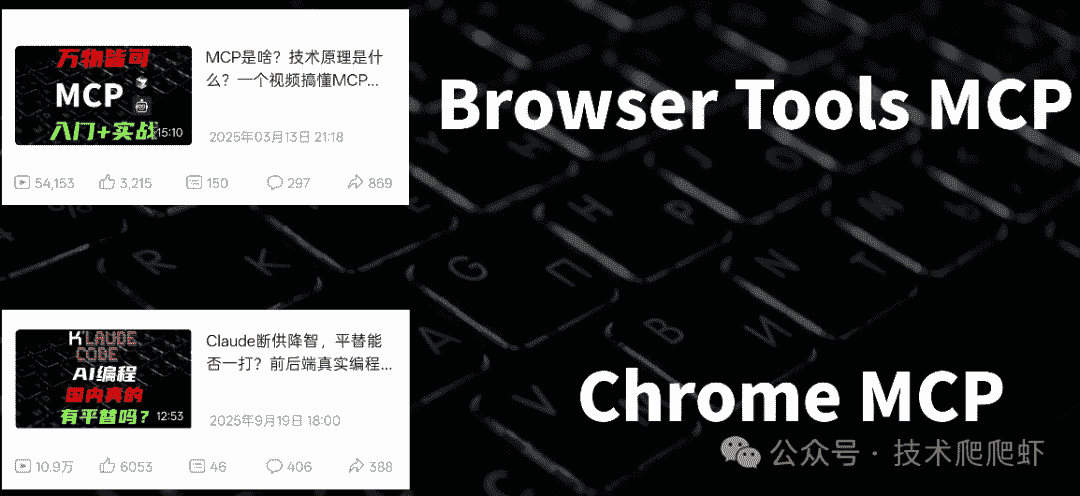 万物皆可
MCP
入门+实战
15:10
MCP是啥？技术原理是什
么？一个视频搞懂MCP...
2025年03月13日 21:18
54,153
3,215
150
297
869
Browser Tools MCP
K'LAUDE
CODE
AI编程
国内真的
有平替吗?
12:53
Claude断供降智，平替能
否一打？前后端真实编程...
2025年9月19日 18:00
10.9万
6053
46
406
388
Chrome MCP
公众号 · 技术爬爬虾
R
K
G
П
A
B
И
N
T
M
H
P
J
O